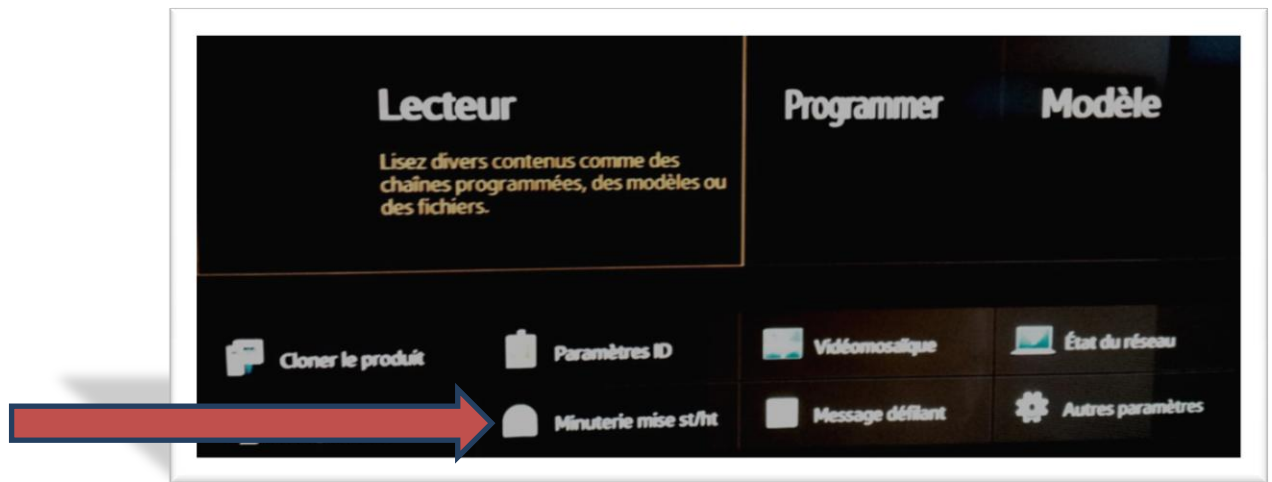 Lecteur
Lisez divers contenus comme des
chaînes programmées, des modèles ou
des fichiers.
Programmer
Modèle
Cloner le produit
Paramètres ID
Vidéomosaïque
État du réseau
Minuterie mise st/ht
Message défilant
Autres paramètres